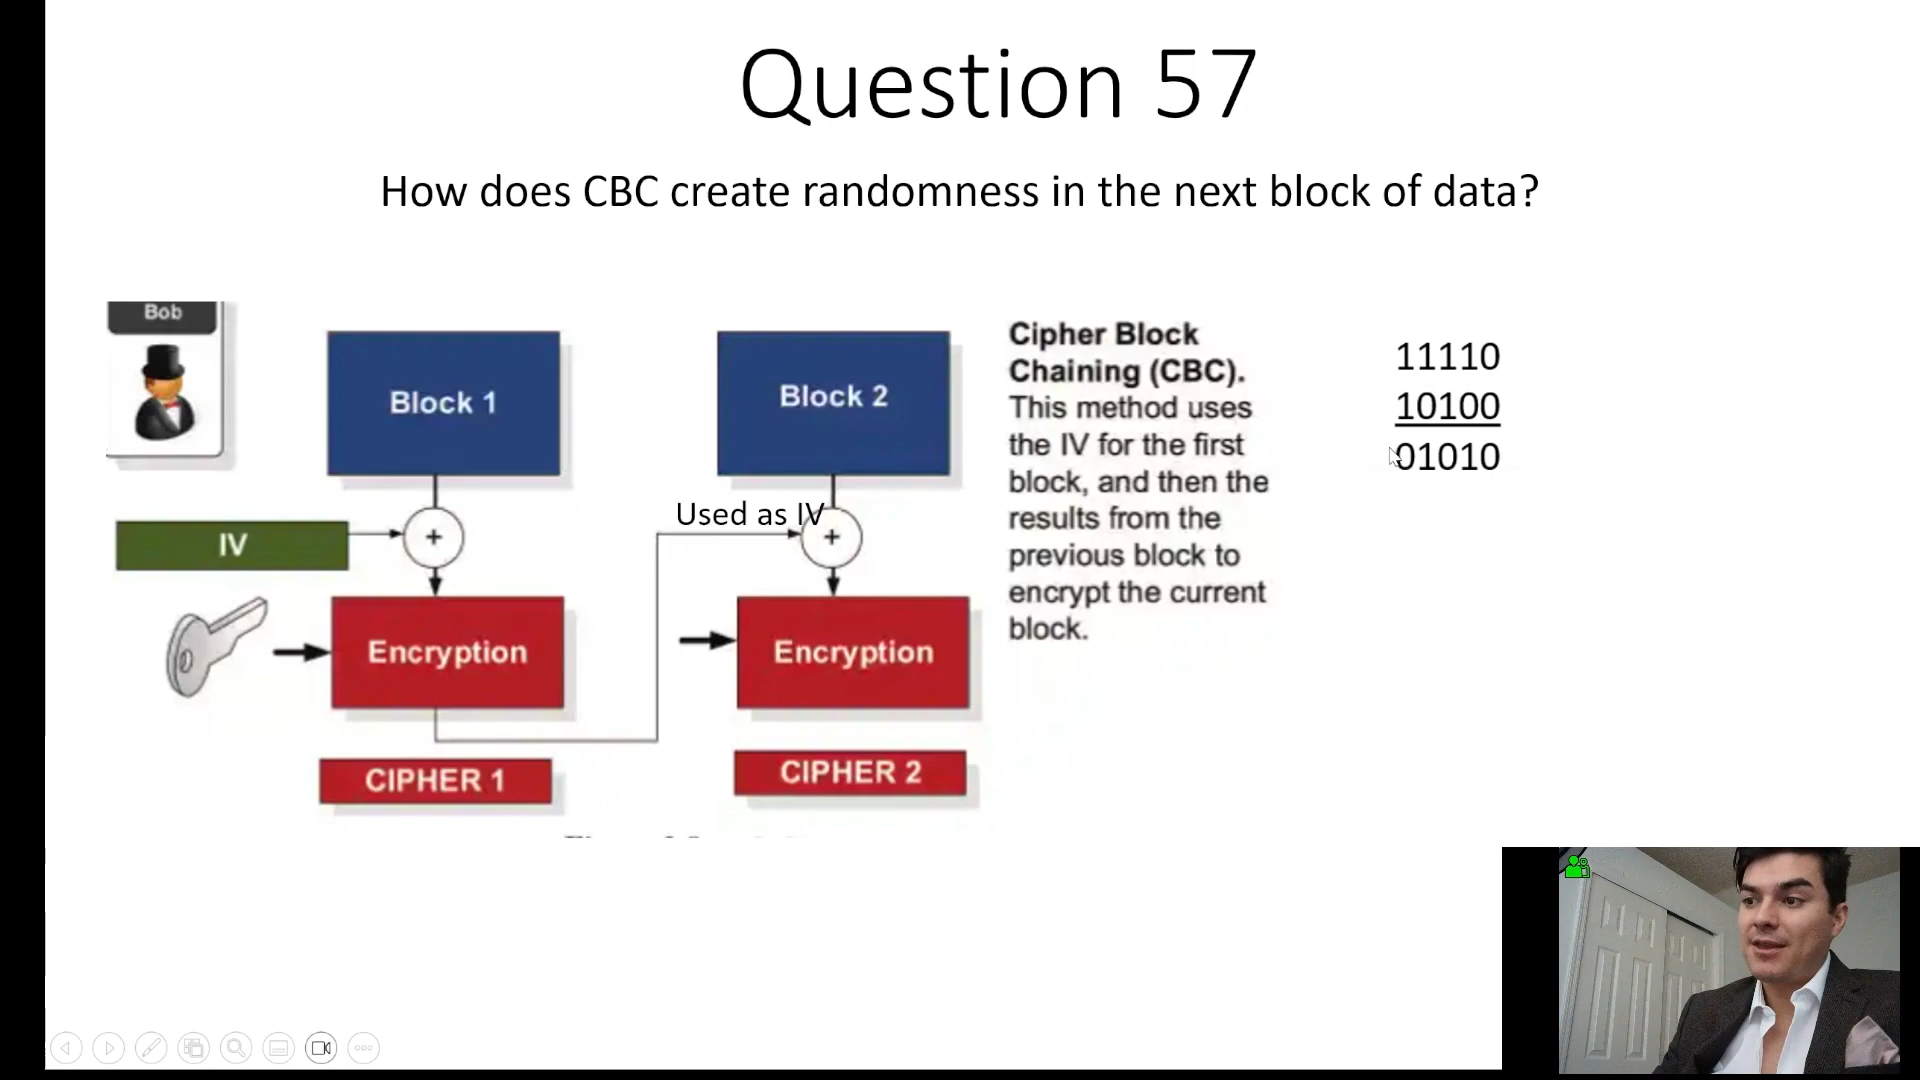 Question 57
How does CBC create randomness in the next block of data?
Bob
Block 1
Block 2
IV
+
Used as IV
+
Encryption
Encryption
CIPHER 1
CIPHER 2
Cipher Block
Chaining (CBC).
This method uses
the IV for the first
block, and then the
results from the
previous block to
encrypt the current
block.
11110
10100
01010